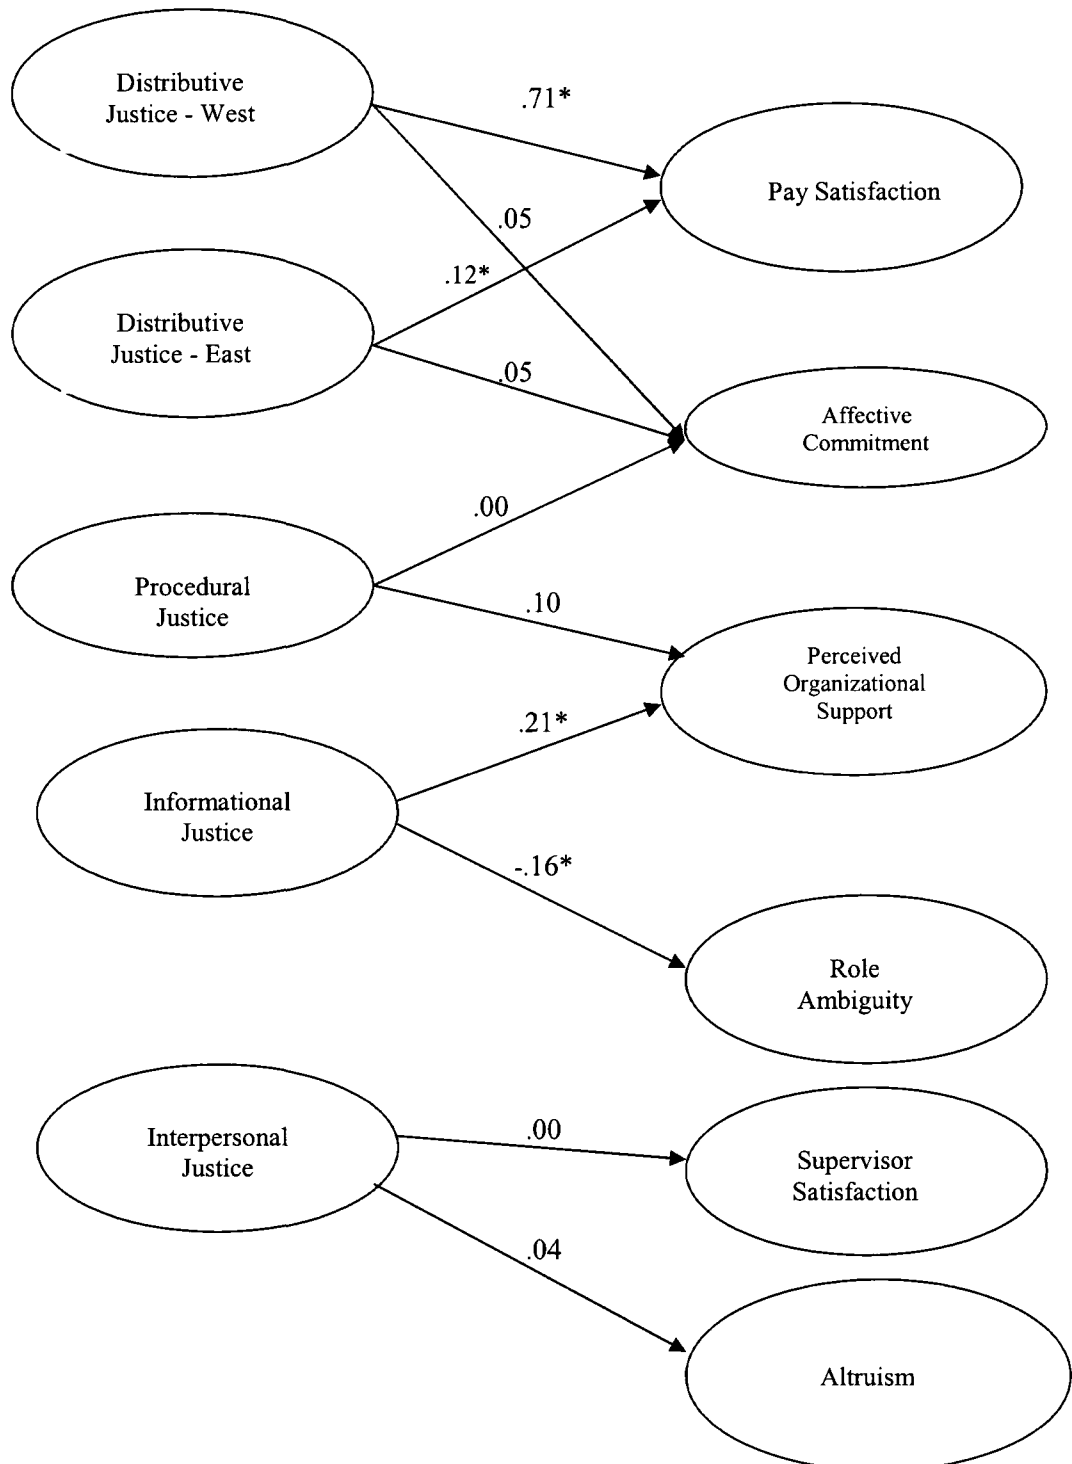 Distributive
Justice - West
.71*
Pay Satisfaction
.05
.12*
Distributive
Justice - East
.05
Affective
Commitment
.00
Procedural
Justice
.10
Perceived
Organizational
Support
.21*
Informational
Justice
-.16*
Role
Ambiguity
Interpersonal
Justice
.00
Supervisor
Satisfaction
.04
Altruism